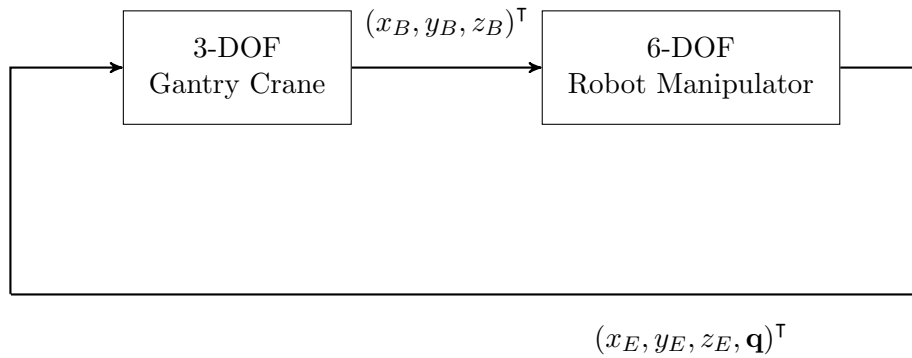 3-DOF
Gantry Crane
(x_B, y_B, z_B)^⊤
6-DOF
Robot Manipulator
(x_E, y_E, z_E, 𝐪)^⊤